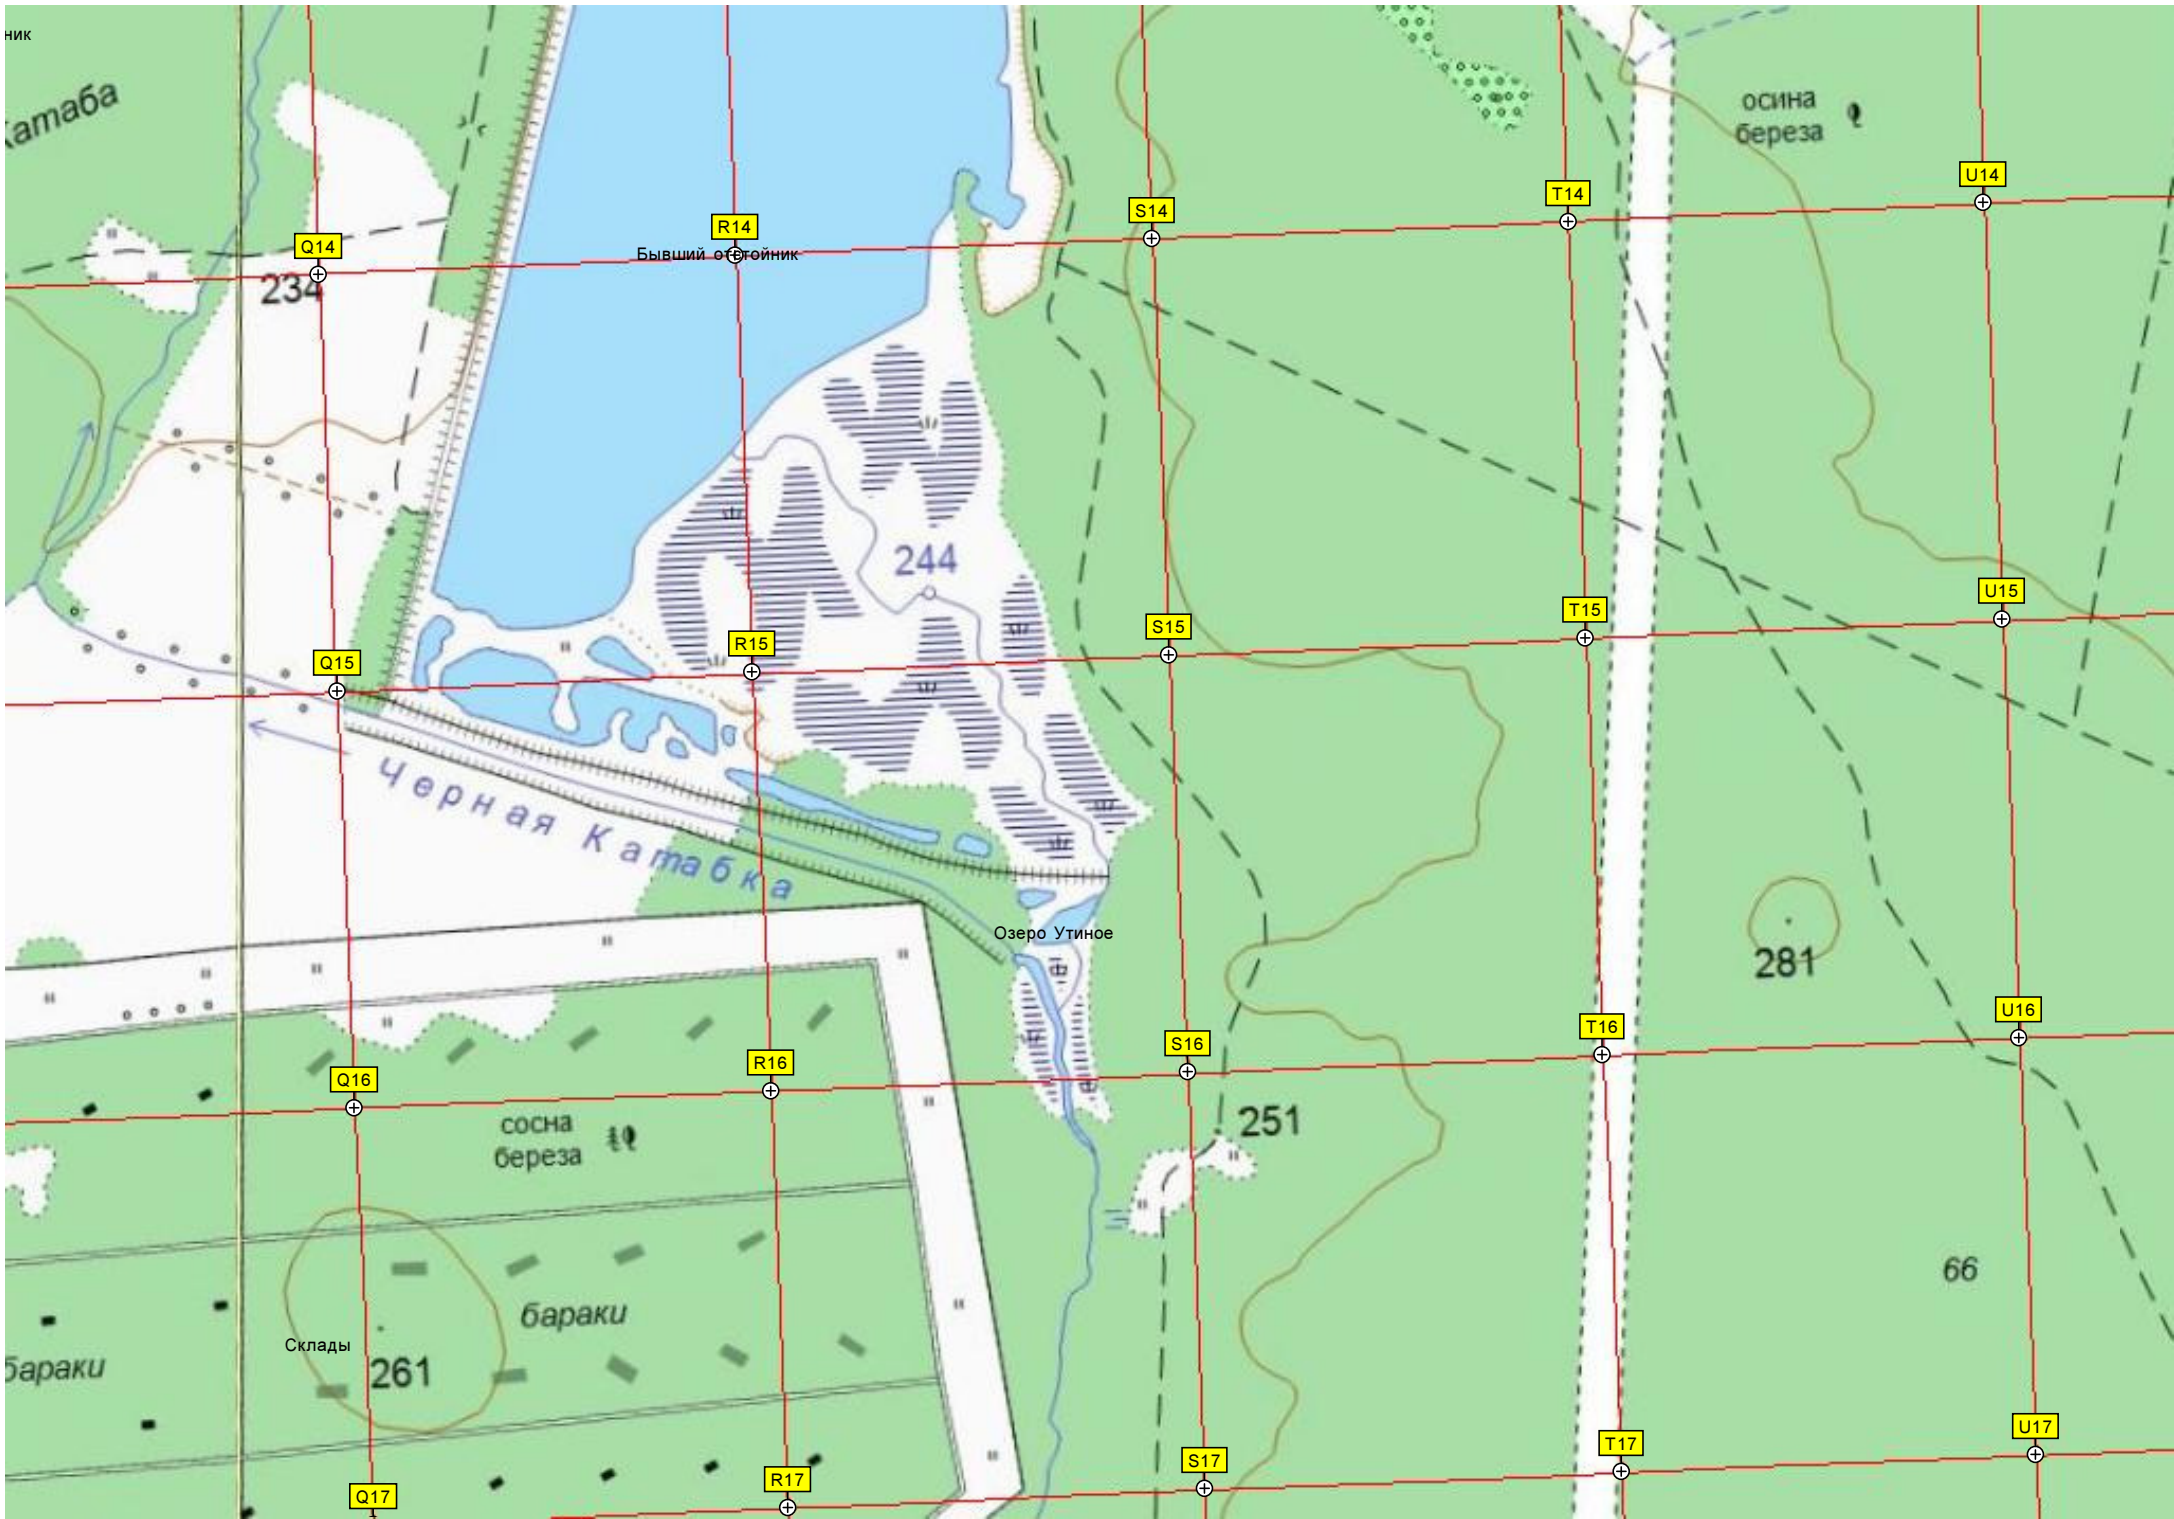 ник
Катаба
осина
береза
U14
T14
S14
R14
Q14
Бывший отстойник
234
244
U15
T15
S15
R15
Q15
Черная Катабка
Озеро Утиное
281
U16
T16
S16
R16
Q16
251
сосна
береза
66
бараки
Склады
261
бараки
U17
T17
S17
R17
Q17